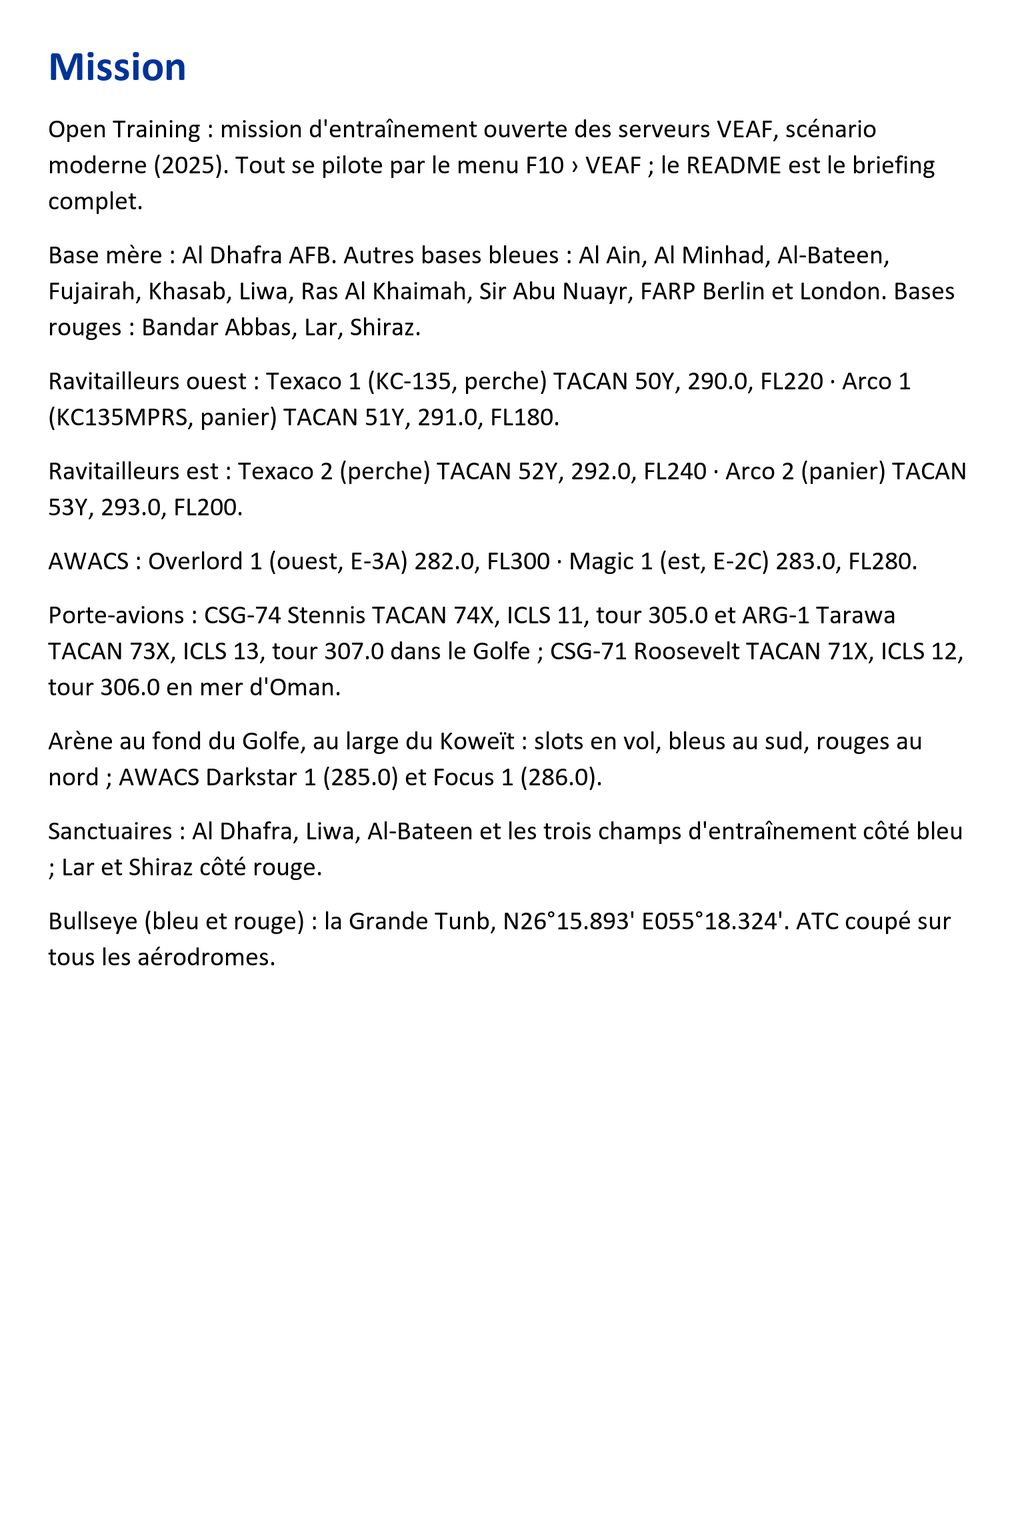 Mission
Open Training : mission d'entraînement ouverte des serveurs VEAF, scénario
moderne (2025). Tout se pilote par le menu F10 › VEAF ; le README est le briefing
complet.
Base mère : Al Dhafra AFB. Autres bases bleues : Al Ain, Al Minhad, Al-Bateen,
Fujairah, Khasab, Liwa, Ras Al Khaimah, Sir Abu Nuayr, FARP Berlin et London. Bases
rouges : Bandar Abbas, Lar, Shiraz.
Ravitailleurs ouest : Texaco 1 (KC-135, perche) TACAN 50Y, 290.0, FL220 · Arco 1
(KC135MPRS, panier) TACAN 51Y, 291.0, FL180.
Ravitailleurs est : Texaco 2 (perche) TACAN 52Y, 292.0, FL240 · Arco 2 (panier) TACAN
53Y, 293.0, FL200.
AWACS : Overlord 1 (ouest, E-3A) 282.0, FL300 · Magic 1 (est, E-2C) 283.0, FL280.
Porte-avions : CSG-74 Stennis TACAN 74X, ICLS 11, tour 305.0 et ARG-1 Tarawa
TACAN 73X, ICLS 13, tour 307.0 dans le Golfe ; CSG-71 Roosevelt TACAN 71X, ICLS 12,
tour 306.0 en mer d'Oman.
Arène au fond du Golfe, au large du Koweït : slots en vol, bleus au sud, rouges au
nord ; AWACS Darkstar 1 (285.0) et Focus 1 (286.0).
Sanctuaires : Al Dhafra, Liwa, Al-Bateen et les trois champs d'entraînement côté bleu
; Lar et Shiraz côté rouge.
Bullseye (bleu et rouge) : la Grande Tunb, N26°15.893' E055°18.324'. ATC coupé sur
tous les aérodromes.